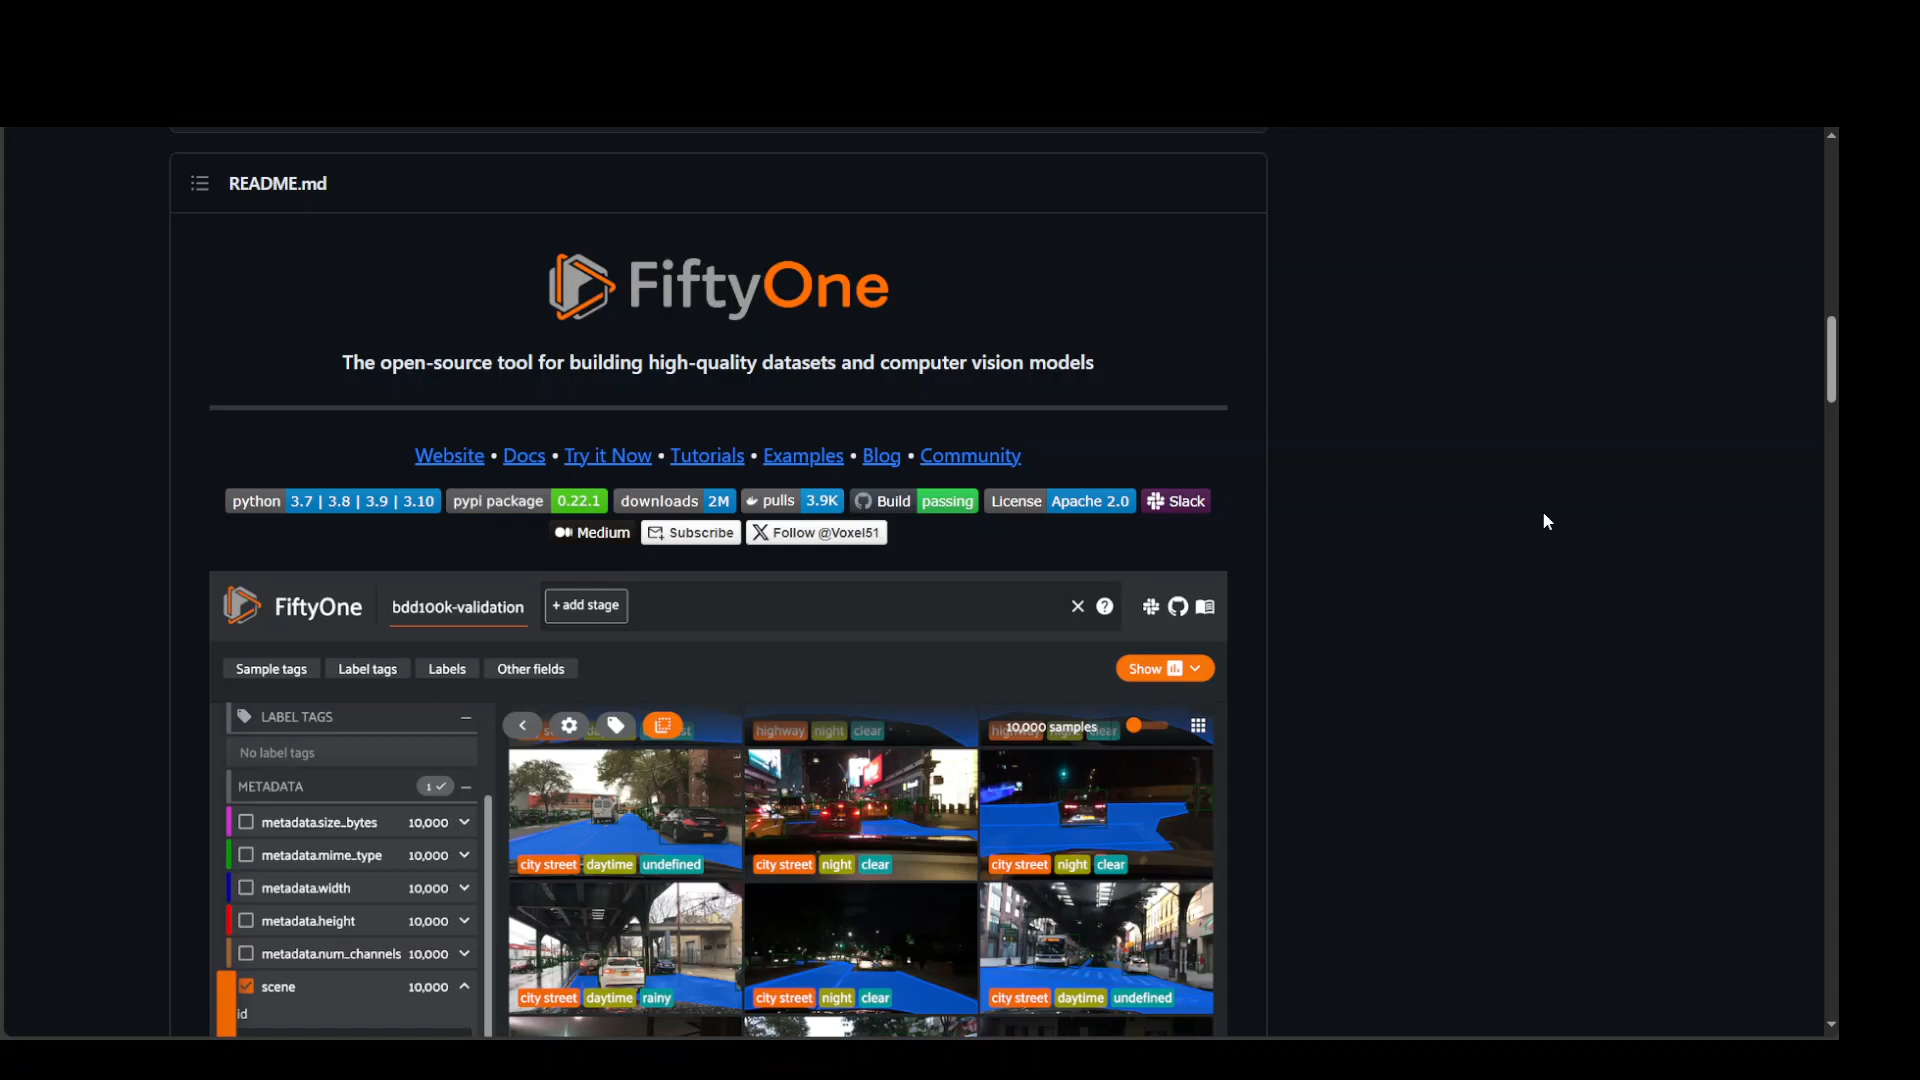 README.md
FiftyOne
The open-source tool for building high-quality datasets and computer vision models
Website • Docs • Try it Now • Tutorials • Examples • Blog • Community
python 3.7 | 3.8 | 3.9 | 3.10 pypi package 0.22.1 downloads 2M pulls 3.9K Build passing License Apache 2.0 Slack
Medium Subscribe Follow @Voxel51
FiftyOne bdd100k-validation + add stage
Sample tags Label tags Labels Other fields Show
LABEL TAGS
10,000 samples
highway night clear
No label tags
METADATA 1
metadata.size_bytes 10,000
metadata.mime_type 10,000
city street daytime undefined city street night clear city street night clear
metadata.width 10,000
metadata.height 10,000
metadata.num_channels 10,000
scene 10,000
city street daytime rainy city street night clear city street daytime undefined
id